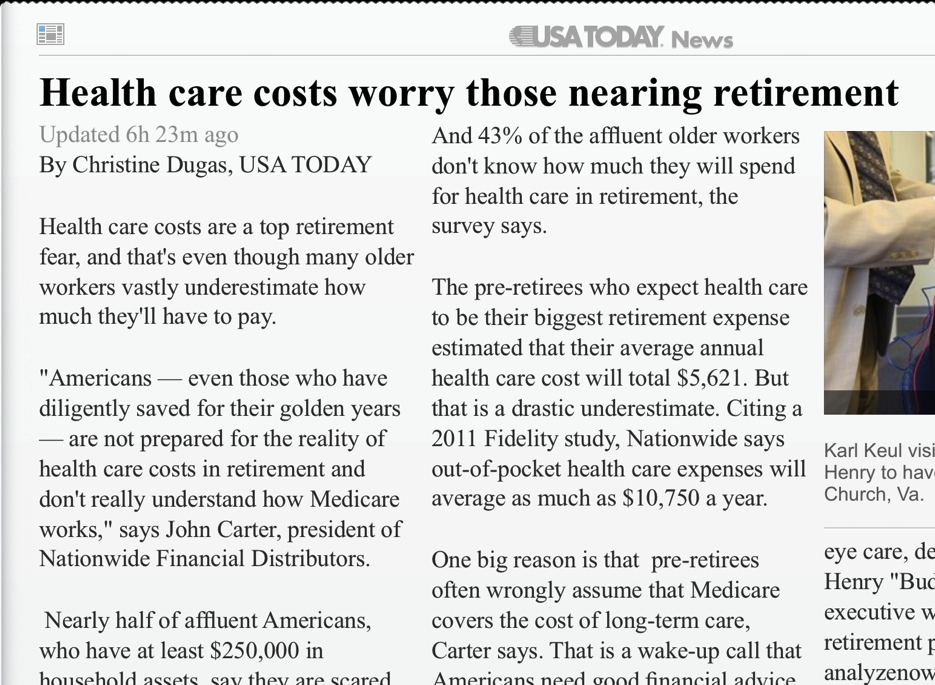 USA TODAY News
Health care costs worry those nearing retirement
Updated 6h 23m ago
By Christine Dugas, USA TODAY
Health care costs are a top retirement
fear, and that's even though many older
workers vastly underestimate how
much they'll have to pay.
"Americans — even those who have
diligently saved for their golden years
— are not prepared for the reality of
health care costs in retirement and
don't really understand how Medicare
works," says John Carter, president of
Nationwide Financial Distributors.
Nearly half of affluent Americans,
who have at least $250,000 in
household assets, say they are scared
And 43% of the affluent older workers
don't know how much they will spend
for health care in retirement, the
survey says.
The pre-retirees who expect health care
to be their biggest retirement expense
estimated that their average annual
health care cost will total $5,621. But
that is a drastic underestimate. Citing a
2011 Fidelity study, Nationwide says
out-of-pocket health care expenses will
average as much as $10,750 a year.
One big reason is that pre-retirees
often wrongly assume that Medicare
covers the cost of long-term care,
Carter says. That is a wake-up call that
Americans need good financial advice
Karl Keul visi
Henry to hav
Church, Va.
eye care, de
Henry "Bud
executive w
retirement p
analyzenow